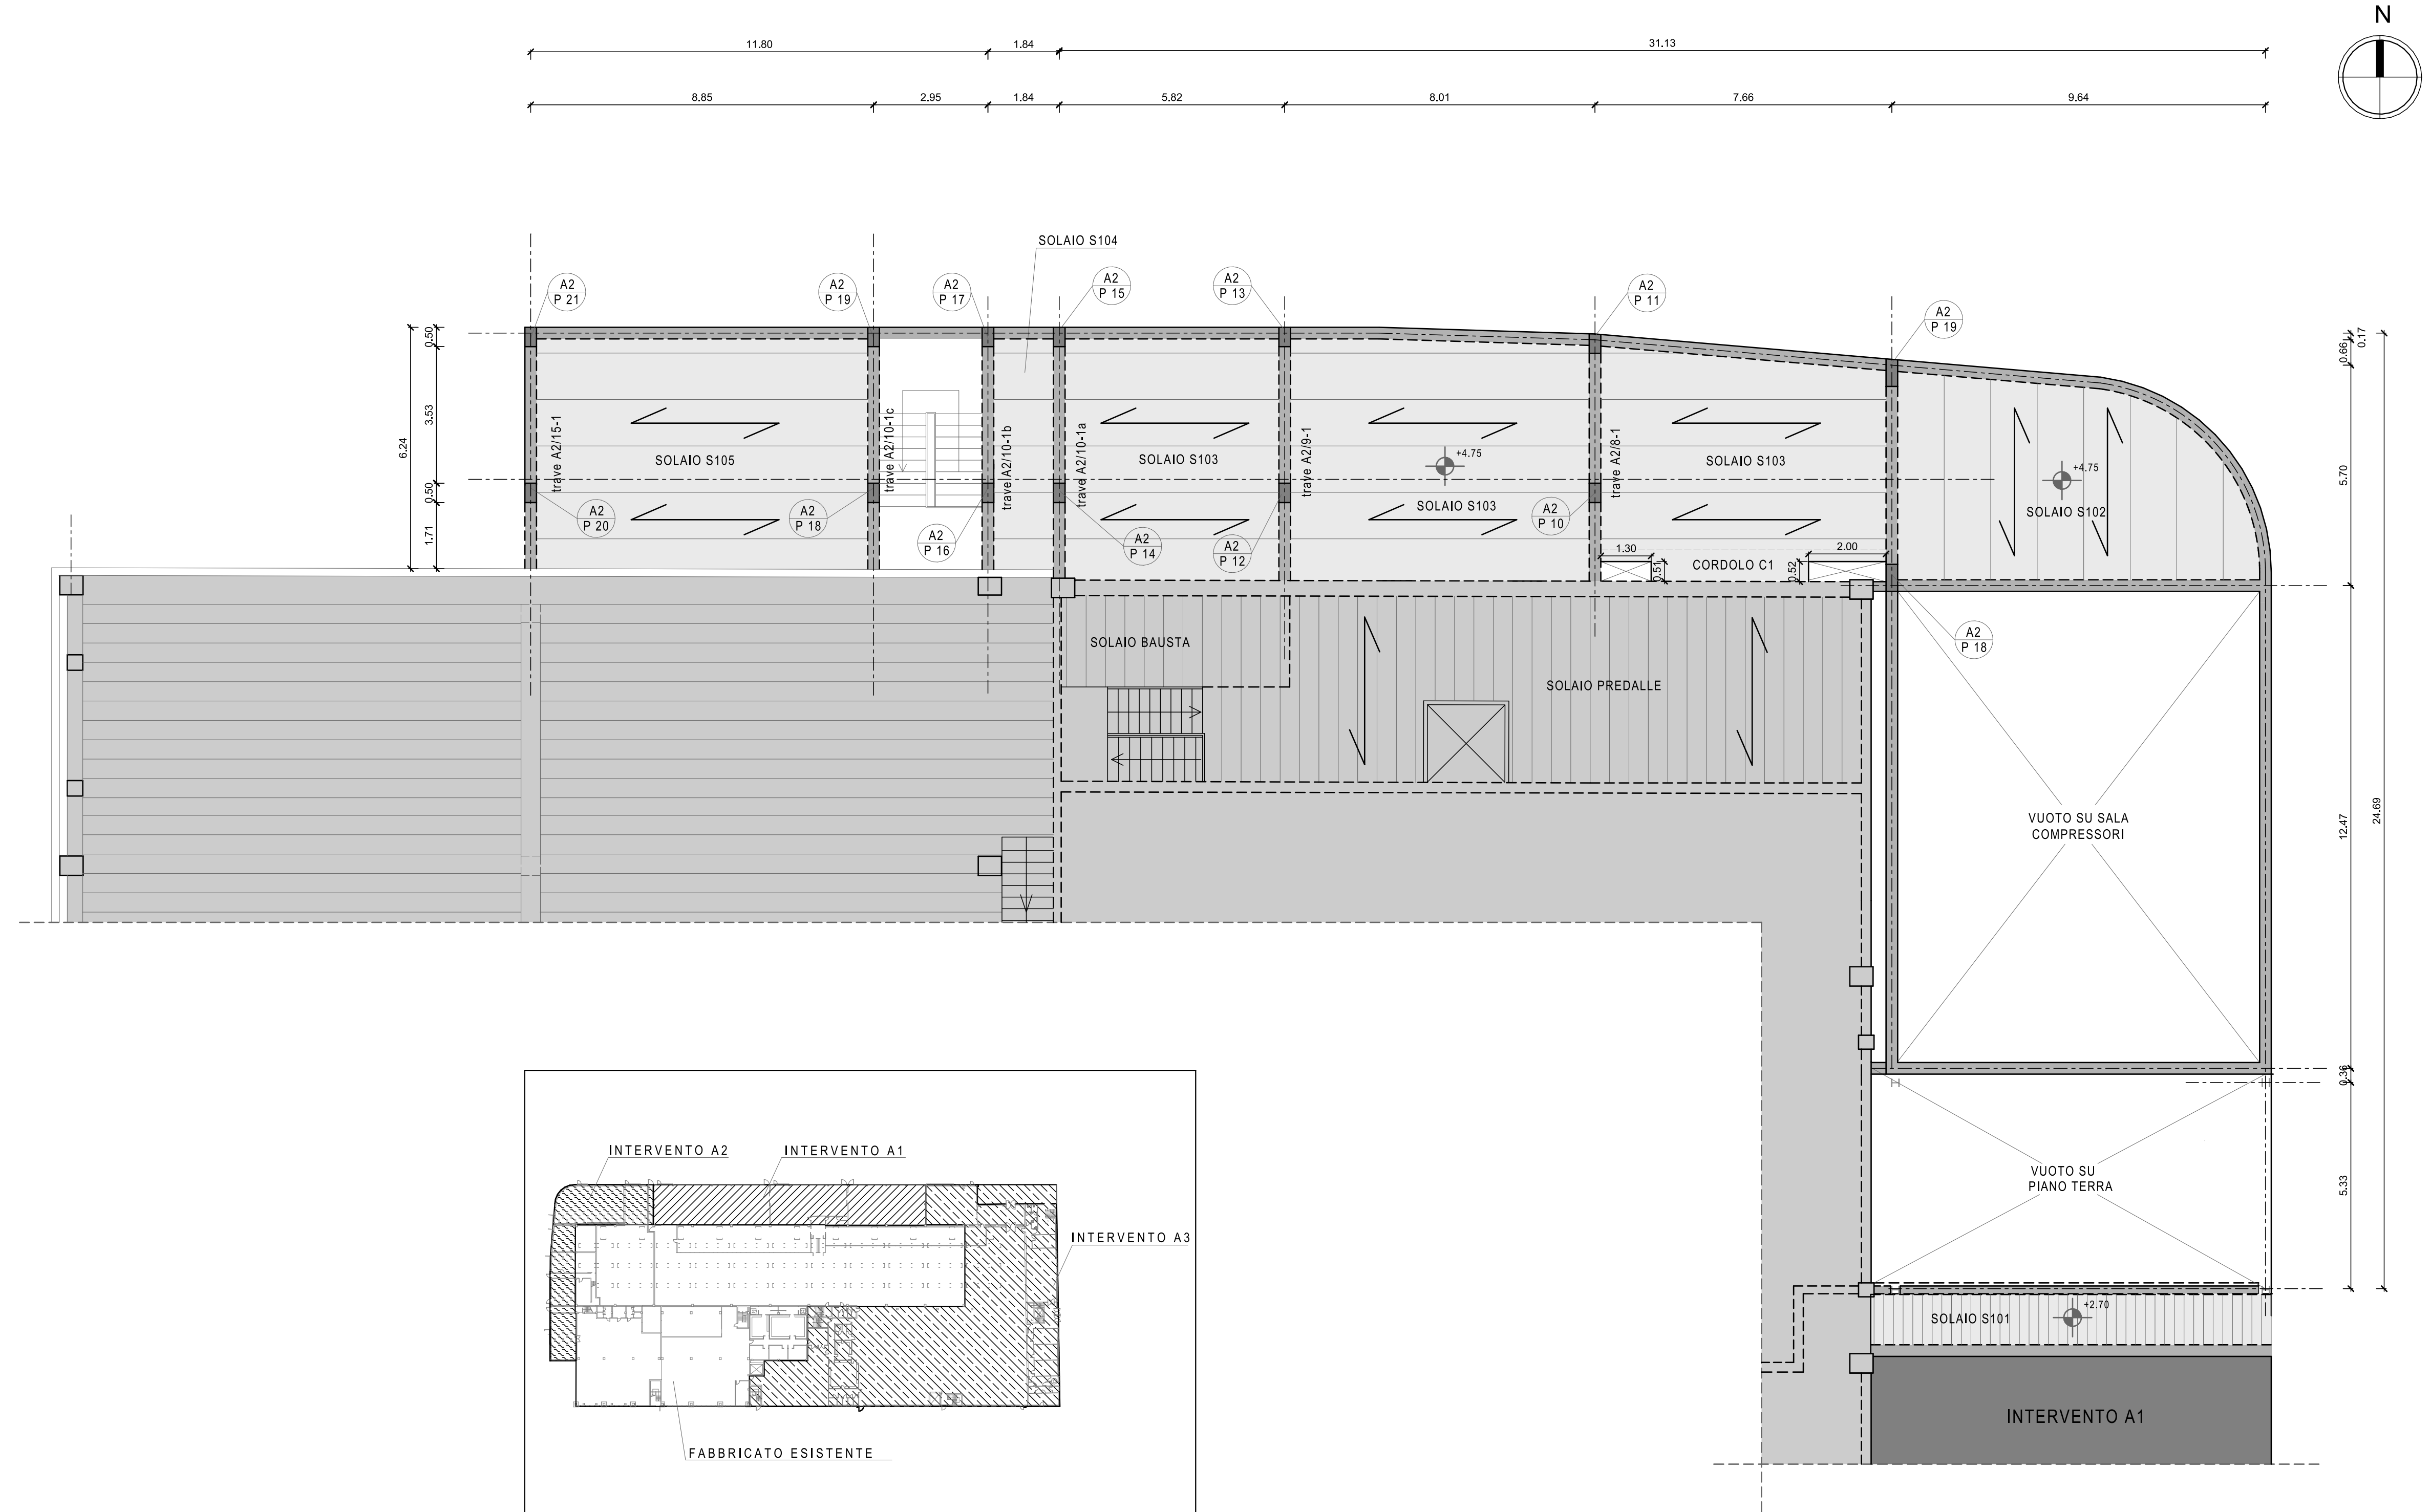 N
11.80
1.84
31.13
8.85
2.95
1.84
5.82
8.01
7.66
9.64
SOLAIO S104
A2
P 21
A2
P 19
A2
P 17
A2
P 15
A2
P 13
A2
P 11
A2
P 19
0.50
3.53
6.24
0.50
1.71
0.17
0.66
5.70
12.47
24.69
0.36
5.33
trave A2/15-1
trave A2/10-1c
trave A2/10-1b
trave A2/10-1a
trave A2/9-1
trave A2/8-1
SOLAIO S105
SOLAIO S103
+4.75
SOLAIO S103
SOLAIO S103
+4.75
SOLAIO S102
A2
P 20
A2
P 18
A2
P 16
A2
P 14
A2
P 12
A2
P 10
1.30
0.51
CORDOLO C1
0.52
2.00
A2
P 18
SOLAIO BAUSTA
SOLAIO PREDALLE
VUOTO SU SALA
COMPRESSORI
VUOTO SU
PIANO TERRA
+2.70
SOLAIO S101
INTERVENTO A1
INTERVENTO A2
INTERVENTO A1
INTERVENTO A3
FABBRICATO ESISTENTE